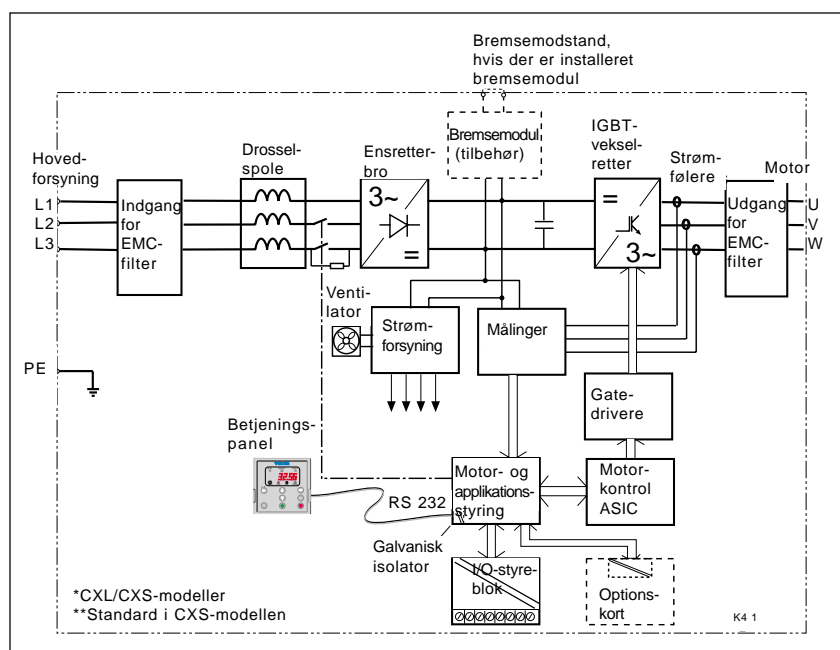 Bremsemodstand,
hvis der er installeret
bremsemodul
Bremsemodul
(tilbehør)
IGBT-
veksel-
retter
Drossel-
spole
Ensretter-
bro
Strøm-
følere
Hoved-
forsyning
Motor
L1
L2
L3
Indgang
for
EMC-
filter
3~
=
=
3~
Udgang
for
EMC-
filter
U
V
W
Venti-
lator
Strøm-
forsyning
Målinger
PE
Gate-
drivere
Betjenings-
panel
Motor- og
applikations-
styring
Motor-
kontrol
ASIC
RS 232
Galvanisk
isolator
I/O-styre-
blok
Options-
kort
*CXL/CXS-modeller
**Standard i CXS-modellen
K4 1